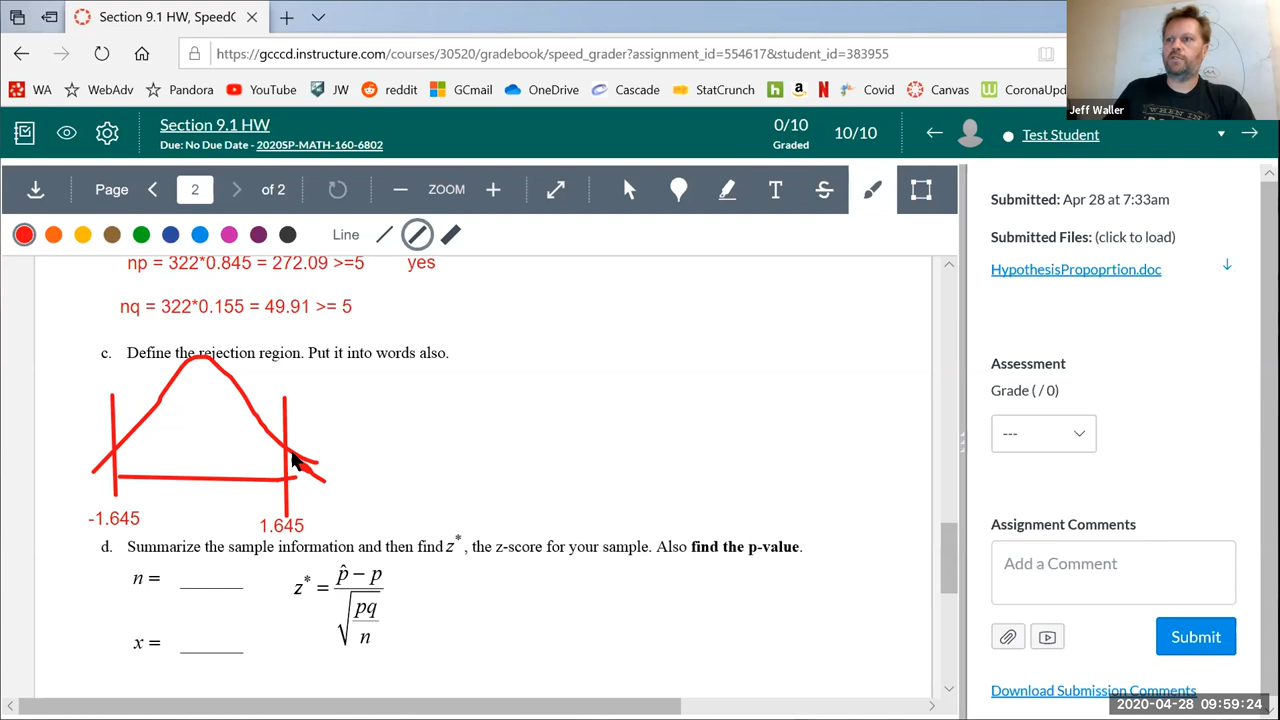 Section 9.1 HW, SpeedG
https://gcccd.instructure.com/courses/30520/gradebook/speed_grader?assignment_id=554617&student_id=383955
WA WebAdv Pandora YouTube JW reddit GCmail OneDrive Cascade StatCrunch Covid Canvas CoronaUpd
Jeff Waller
WHEN IN
Section 9.1 HW
Due: No Due Date - 2020SP-MATH-160-6802
0/10
Graded
10/10
Test Student
Page 2 of 2 ZOOM T
Line
Submitted: Apr 28 at 7:33am
Submitted Files: (click to load)
HypothesisPropoprtion.doc
np = 322*0.845 = 272.09 >=5 yes
nq = 322*0.155 = 49.91 >= 5
c. Define the rejection region. Put it into words also.
-1.645 1.645
d. Summarize the sample information and then find z*, the z-score for your sample. Also find the p-value.
n = ______ z* = (p̂ − p) / √(pq/n)
x = ______
Assessment
Grade ( / 0)
---
Assignment Comments
Add a Comment
Submit
Download Submission Comments
2020-04-28 09:59:24